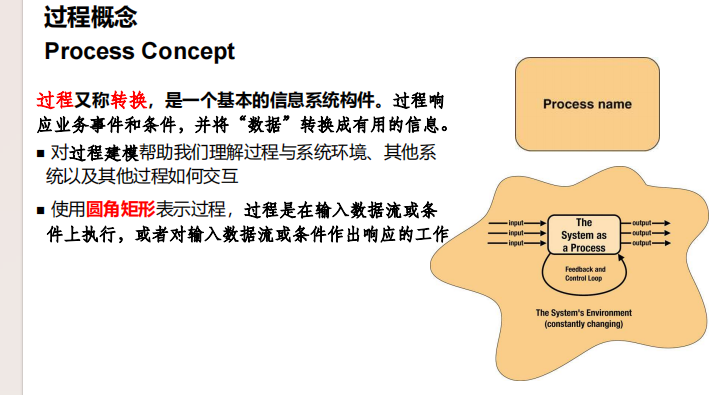 过程概念
Process Concept
过程又称转换，是一个基本的信息系统构件。过程响
应业务事件和条件，并将“数据”转换成有用的信息。
■ 对过程建模帮助我们理解过程与系统环境、其他系
统以及其他过程如何交互
■ 使用圆角矩形表示过程，过程是在输入数据流或条
件上执行，或者对输入数据流或条件作出响应的工作
Process name
input
input
input
The
System as
a Process
output
output
output
Feedback and
Control Loop
The System's Environment
(constantly changing)